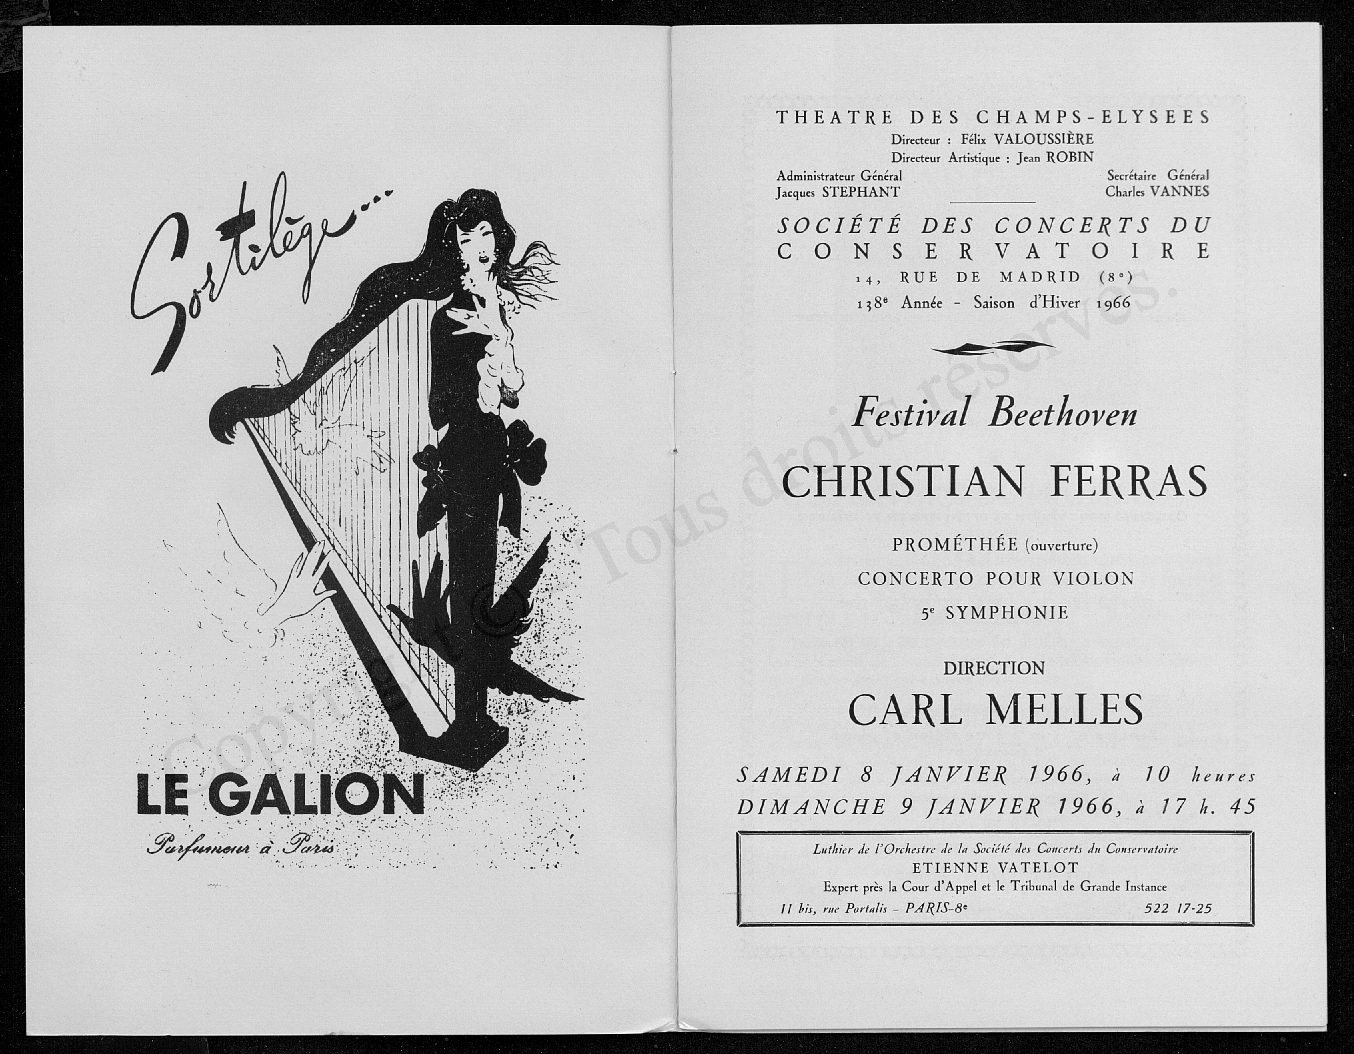 Sortilège...
LE GALION
Parfumeur à Paris
THEATRE DES CHAMPS-ELYSEES
Directeur : Félix VALOUSSIÈRE
Directeur Artistique : Jean ROBIN
Administrateur Général Secrétaire Général
Jacques STEPHANT Charles VANNES
SOCIÉTÉ DES CONCERTS DU
CONSERVATOIRE
14, RUE DE MADRID (8e)
138e Année - Saison d'Hiver 1966
Festival Beethoven
CHRISTIAN FERRAS
PROMÉTHÉE (ouverture)
CONCERTO POUR VIOLON
5e SYMPHONIE
DIRECTION
CARL MELLES
SAMEDI 8 JANVIER 1966, à 10 heures
DIMANCHE 9 JANVIER 1966, à 17 h. 45
Luthier de l'Orchestre de la Société des Concerts du Conservatoire
ETIENNE VATELOT
Expert près la Cour d'Appel et le Tribunal de Grande Instance
11 bis, rue Portalis - PARIS-8e 522 17-25
Copyright © - Tous droits réservés.